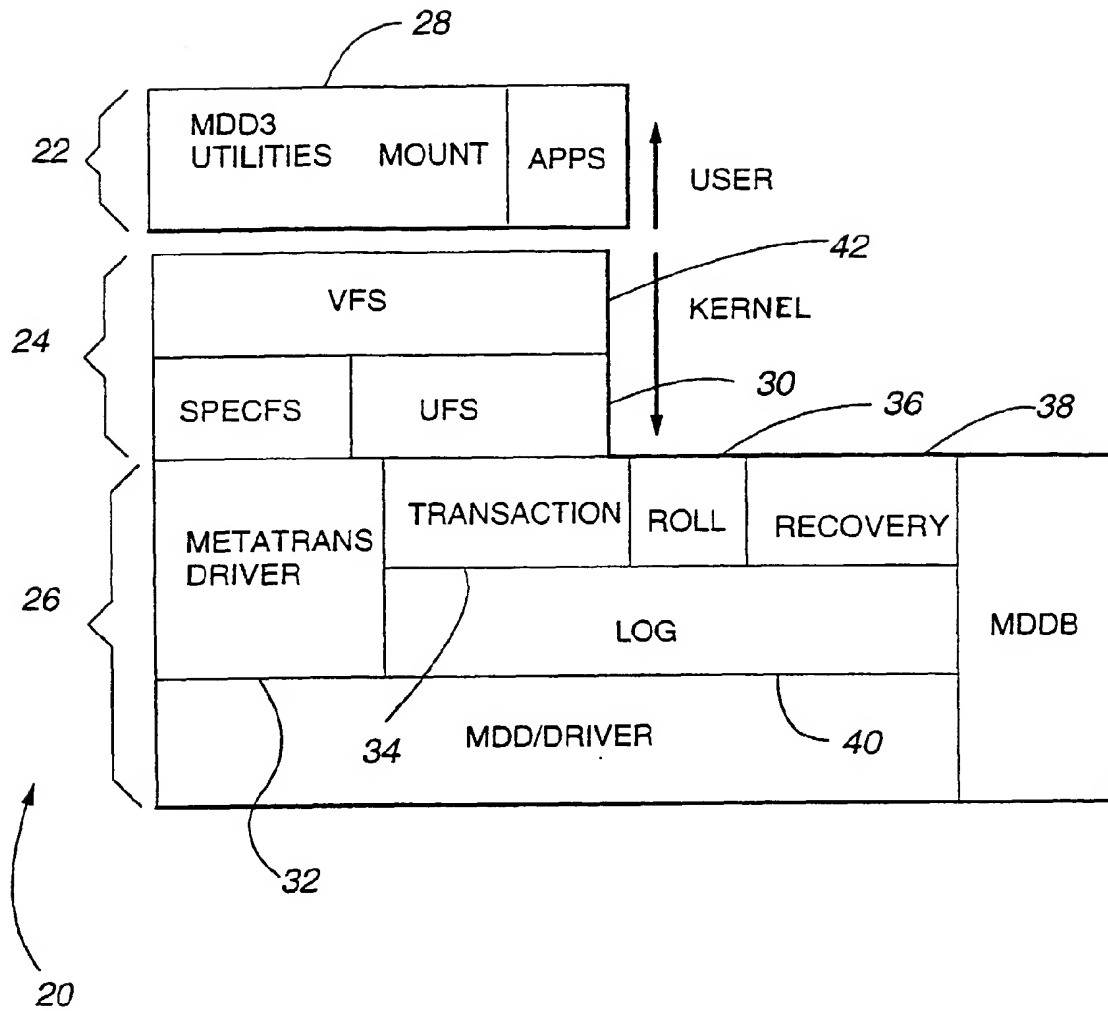 28
22
MDD3
UTILITIES MOUNT APPS
USER
42
24
VFS
KERNEL
30
SPECFS UFS
36
38
26
METATRANS
DRIVER
TRANSACTION ROLL RECOVERY
LOG
MDDB
34
MDD/DRIVER
40
32
20